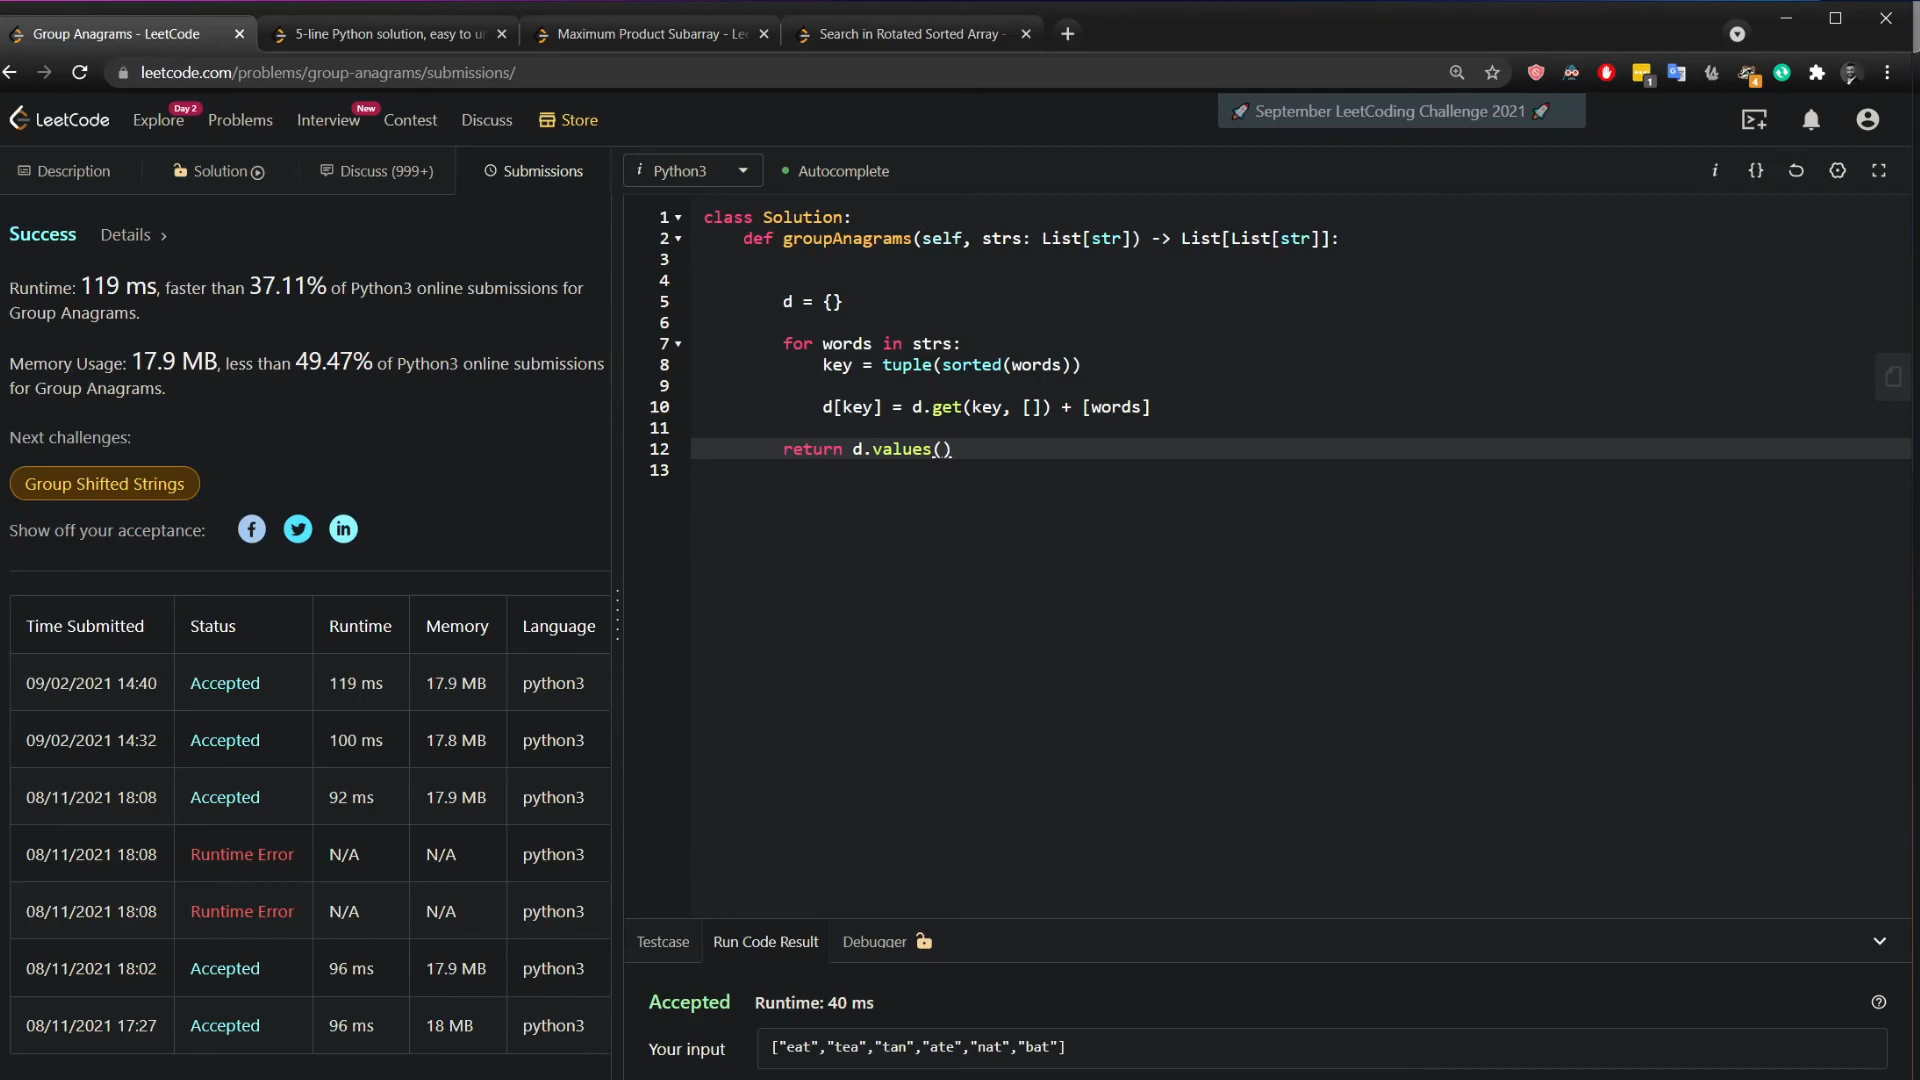 Group Anagrams - LeetCode
5-line Python solution, easy to un
Maximum Product Subarray - Lee
Search in Rotated Sorted Array -
leetcode.com/problems/group-anagrams/submissions/
1
4
LeetCode
Explore
Day 2
Problems
Interview
New
Contest
Discuss
Store
🚀 September LeetCoding Challenge 2021 🚀
Description
Solution
Discuss (999+)
Submissions
Success
Details
Runtime: 119 ms, faster than 37.11% of Python3 online submissions for
Group Anagrams.
Memory Usage: 17.9 MB, less than 49.47% of Python3 online submissions
for Group Anagrams.
Next challenges:
Group Shifted Strings
Show off your acceptance:
Time Submitted Status Runtime Memory Language
09/02/2021 14:40 Accepted 119 ms 17.9 MB python3
09/02/2021 14:32 Accepted 100 ms 17.8 MB python3
08/11/2021 18:08 Accepted 92 ms 17.9 MB python3
08/11/2021 18:08 Runtime Error N/A N/A python3
08/11/2021 18:08 Runtime Error N/A N/A python3
08/11/2021 18:02 Accepted 96 ms 17.9 MB python3
08/11/2021 17:27 Accepted 96 ms 18 MB python3
i Python3
Autocomplete
i {}
1 class Solution:
2 def groupAnagrams(self, strs: List[str]) -> List[List[str]]:
3
4
5 d = {}
6
7 for words in strs:
8 key = tuple(sorted(words))
9
10 d[key] = d.get(key, []) + [words]
11
12 return d.values()
13
Testcase
Run Code Result
Debugger
Accepted Runtime: 40 ms
Your input ["eat","tea","tan","ate","nat","bat"]